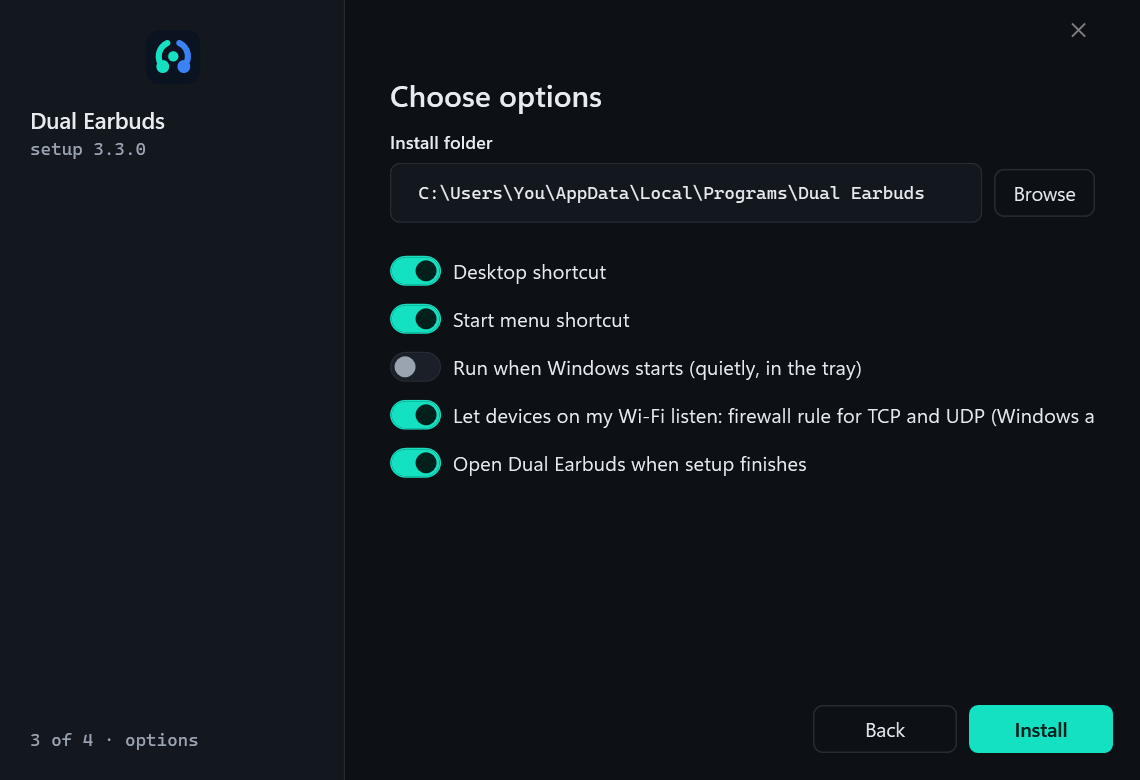 Dual Earbuds
setup 3.3.0
Choose options
Install folder
C:\Users\You\AppData\Local\Programs\Dual Earbuds
Browse
Desktop shortcut
Start menu shortcut
Run when Windows starts (quietly, in the tray)
Let devices on my Wi-Fi listen: firewall rule for TCP and UDP (Windows a
Open Dual Earbuds when setup finishes
3 of 4 · options
Back
Install